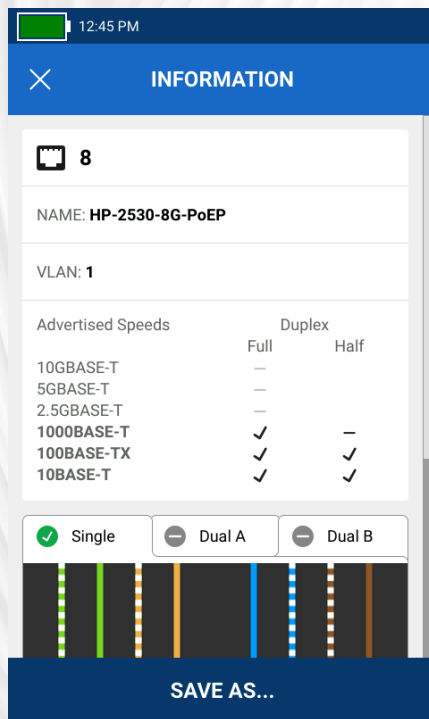 12:45 PM
INFORMATION
8
NAME: HP-2530-8G-PoEP
VLAN: 1
Advertised Speeds Duplex
Full Half
10GBASE-T —
5GBASE-T —
2.5GBASE-T —
1000BASE-T ✓ —
100BASE-TX ✓ ✓
10BASE-T ✓ ✓
Single Dual A Dual B
SAVE AS...